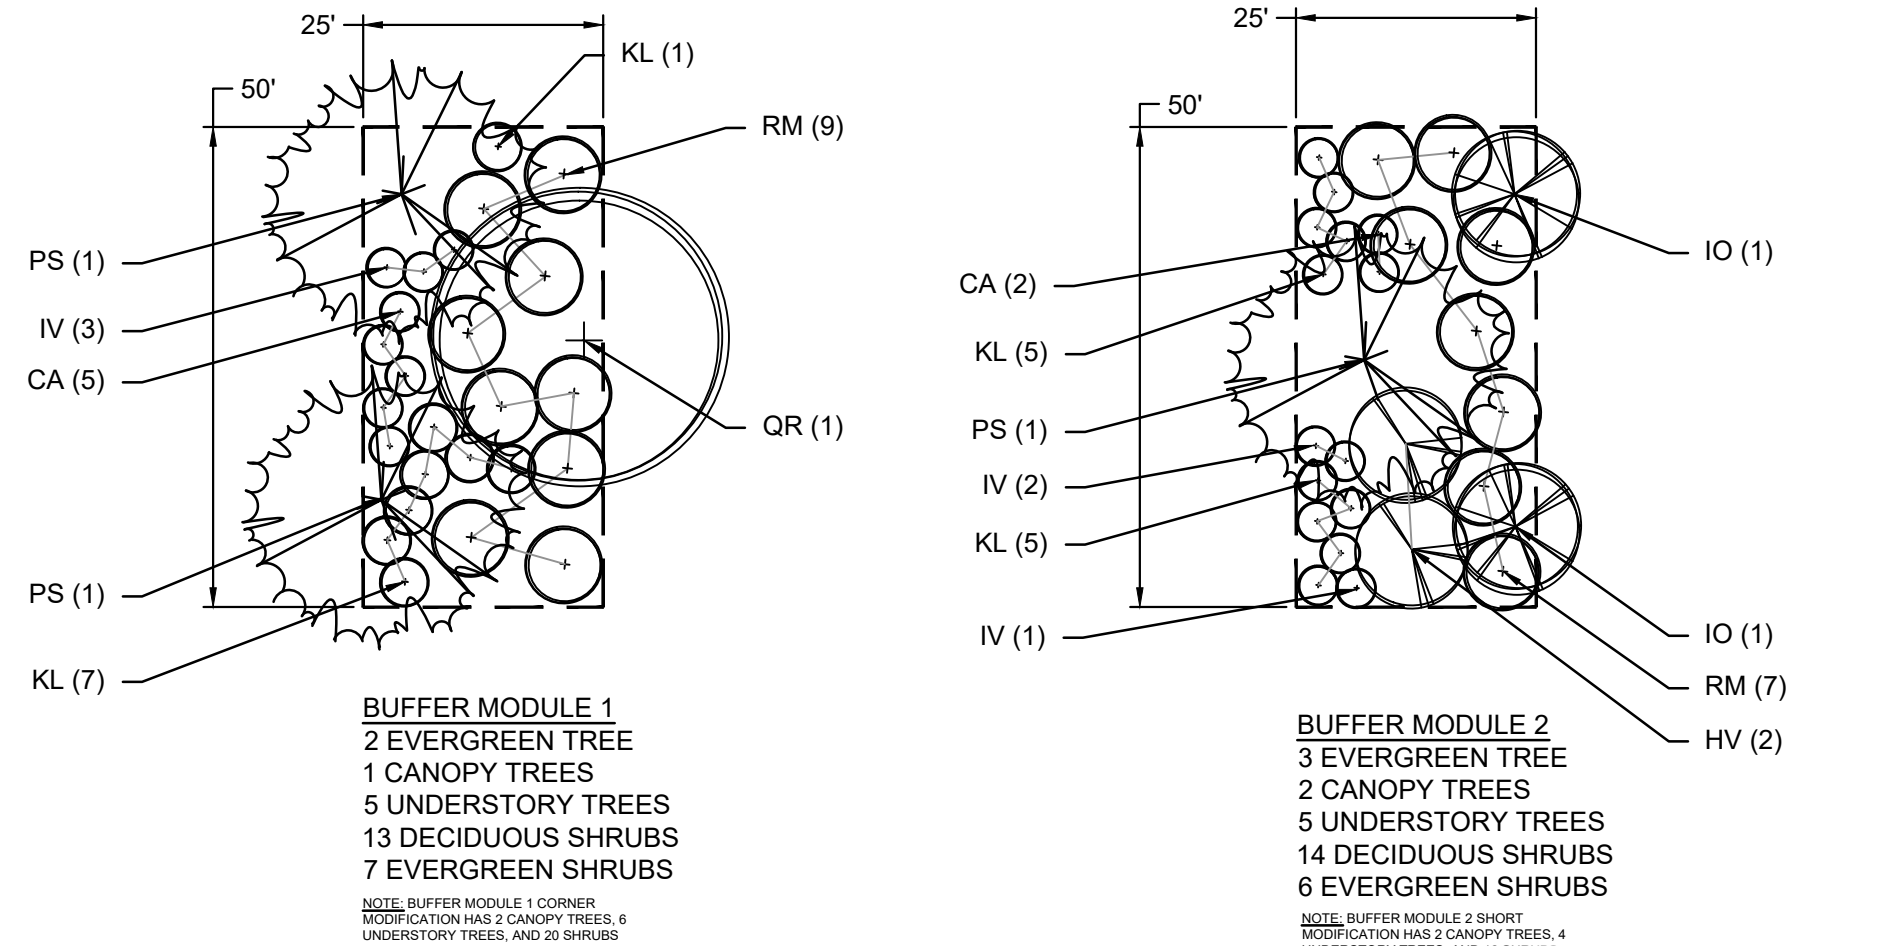 25'
50'
KL (1)
RM (9)
PS (1)
IV (3)
CA (5)
QR (1)
PS (1)
KL (7)
BUFFER MODULE 1
2 EVERGREEN TREE
1 CANOPY TREES
5 UNDERSTORY TREES
13 DECIDUOUS SHRUBS
7 EVERGREEN SHRUBS
NOTE: BUFFER MODULE 1 CORNER
MODIFICATION HAS 2 CANOPY TREES, 6
UNDERSTORY TREES, AND 20 SHRUBS
25'
50'
IO (1)
CA (2)
KL (5)
PS (1)
IV (2)
KL (5)
IV (1)
IO (1)
RM (7)
HV (2)
BUFFER MODULE 2
3 EVERGREEN TREE
2 CANOPY TREES
5 UNDERSTORY TREES
14 DECIDUOUS SHRUBS
6 EVERGREEN SHRUBS
NOTE: BUFFER MODULE 2 SHORT
MODIFICATION HAS 2 CANOPY TREES, 4